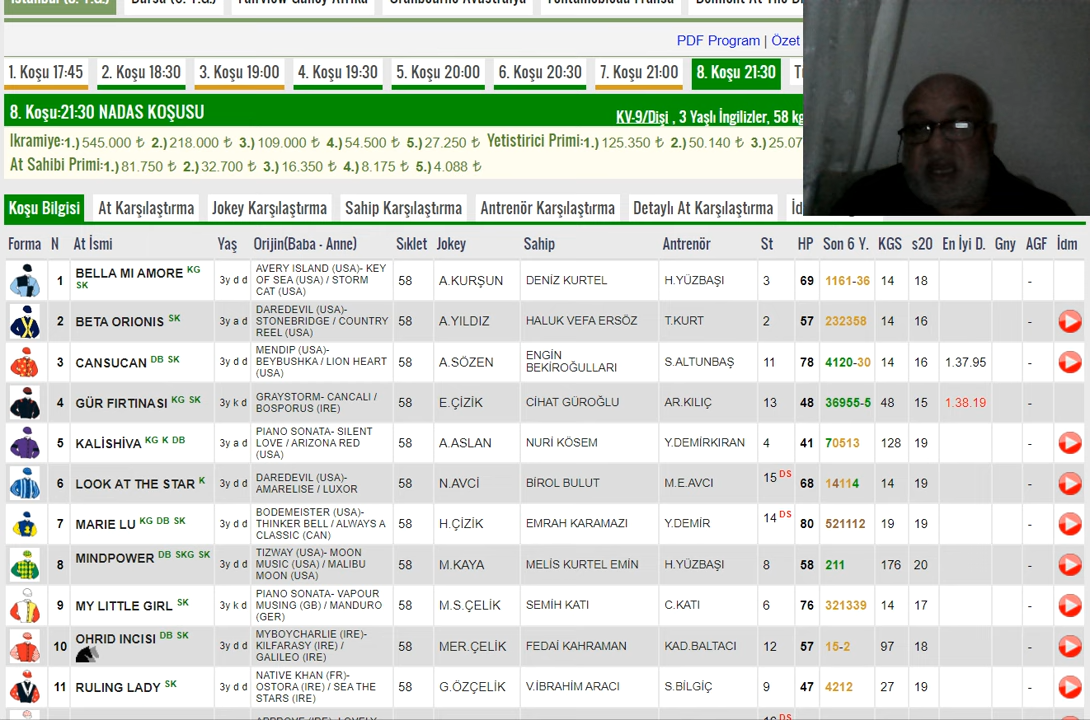 8. Koşu:21:30 NADAS KOŞUSU
PDF Program | Özet
1. Koşu 17:45 2. Koşu 18:30 3. Koşu 19:00 4. Koşu 19:30 5. Koşu 20:00 6. Koşu 20:30 7. Koşu 21:00 8. Koşu 21:30
KV-9/Dişi , 3 Yaşlı İngilizler, 58 kg
İkramiye:1.) 545.000 ₺ 2.) 218.000 ₺ 3.) 109.000 ₺ 4.) 54.500 ₺ 5.) 27.250 ₺ Yetistirici Primi:1.) 125.350 ₺ 2.) 50.140 ₺ 3.) 25.07
At Sahibi Primi:1.) 81.750 ₺ 2.) 32.700 ₺ 3.) 16.350 ₺ 4.) 8.175 ₺ 5.) 4.088 ₺
Koşu Bilgisi At Karşılaştırma Jokey Karşılaştırma Sahip Karşılaştırma Antrenör Karşılaştırma Detaylı At Karşılaştırma
Forma N At İsmi Yaş Orijin(Baba - Anne) Sıklet Jokey Sahip Antrenör St HP Son 6 Y. KGS s20 En İyi D. Gny AGF İdm
1 BELLA MI AMORE KG SK 3y d d AVERY ISLAND (USA)- KEY OF SEA (USA) / STORM CAT (USA) 58 A.KURŞUN DENİZ KURTEL H.YÜZBAŞI 3 69 1161-36 14 18 -
2 BETA ORIONIS SK 3y a d DAREDEVIL (USA)- STONEBRIDGE / COUNTRY REEL (USA) 58 A.YILDIZ HALUK VEFA ERSÖZ T.KURT 2 57 232358 14 16 -
3 CANSUCAN DB SK 3y d d MENDIP (USA)- BEYBUSHKA / LION HEART (USA) 58 A.SÖZEN ENGİN BEKİROĞULLARI S.ALTUNBAŞ 11 78 4120-30 14 16 1.37.95 -
4 GÜR FIRTINASI KG SK 3y k d GRAYSTORM- CANCALI / BOSPORUS (IRE) 58 E.ÇİZİK CİHAT GÜROĞLU AR.KILIÇ 13 48 36955-5 48 15 1.38.19 -
5 KALİSHİVA KG K DB 3y a d PIANO SONATA- SILENT LOVE / ARIZONA RED (USA) 58 A.ASLAN NURİ KÖSEM Y.DEMİRKIRAN 4 41 70513 128 19 -
6 LOOK AT THE STAR K 3y d d DAREDEVIL (USA)- AMARELISE / LUXOR 58 N.AVCİ BİROL BULUT M.E.AVCI 15 DS 68 14114 14 19 -
7 MARIE LU KG DB SK 3y d d BODEMEISTER (USA)- THINKER BELL / ALWAYS A CLASSIC (CAN) 58 H.ÇİZİK EMRAH KARAMAZI Y.DEMİR 14 DS 80 521112 19 19 -
8 MINDPOWER DB SKG SK 3y d d TIZWAY (USA)- MOON MUSIC (USA) / MALIBU MOON (USA) 58 M.KAYA MELİS KURTEL EMİN H.YÜZBAŞI 8 58 211 176 20 -
9 MY LITTLE GIRL SK 3y k d PIANO SONATA- VAPOUR MUSING (GB) / MANDURO (GER) 58 M.S.ÇELİK SEMİH KATI C.KATI 6 76 321339 14 17 -
10 OHRID INCISI DB SK 3y d d MYBOYCHARLIE (IRE)- KILFARASY (IRE) / GALILEO (IRE) 58 MER.ÇELİK FEDAİ KAHRAMAN KAD.BALTACI 12 57 15-2 97 18 -
11 RULING LADY SK 3y d d NATIVE KHAN (FR)- OSTORA (IRE) / SEA THE STARS (IRE) 58 G.ÖZÇELİK V.İBRAHİM ARACI S.BİLGİÇ 9 47 4212 27 19 -